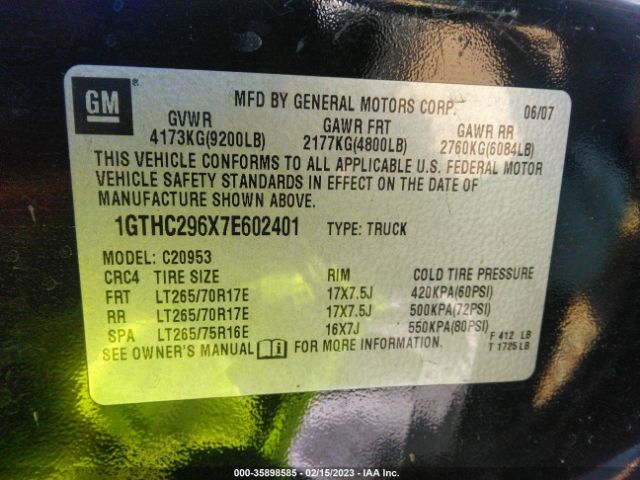 GM
MFD BY GENERAL MOTORS CORP. 06/07
GVWR GAWR FRT GAWR RR
4173KG(9200LB) 2177KG(4800LB) 2760KG(6084LB)
THIS VEHICLE CONFORMS TO ALL APPLICABLE U.S. FEDERAL MOTOR
VEHICLE SAFETY STANDARDS IN EFFECT ON THE DATE OF
MANUFACTURE SHOWN ABOVE.
1GTHC296X7E602401 TYPE: TRUCK
MODEL: C20953
CRC4 TIRE SIZE RIM COLD TIRE PRESSURE
FRT LT265/70R17E 17X7.5J 420KPA(60PSI)
RR LT265/70R17E 17X7.5J 500KPA(72PSI)
SPA LT265/75R16E 16X7J 550KPA(80PSI)
F 412 LB
T 1725 LB
SEE OWNER'S MANUAL FOR MORE INFORMATION.
000-35898585 - 02/15/2023 - IAA Inc.